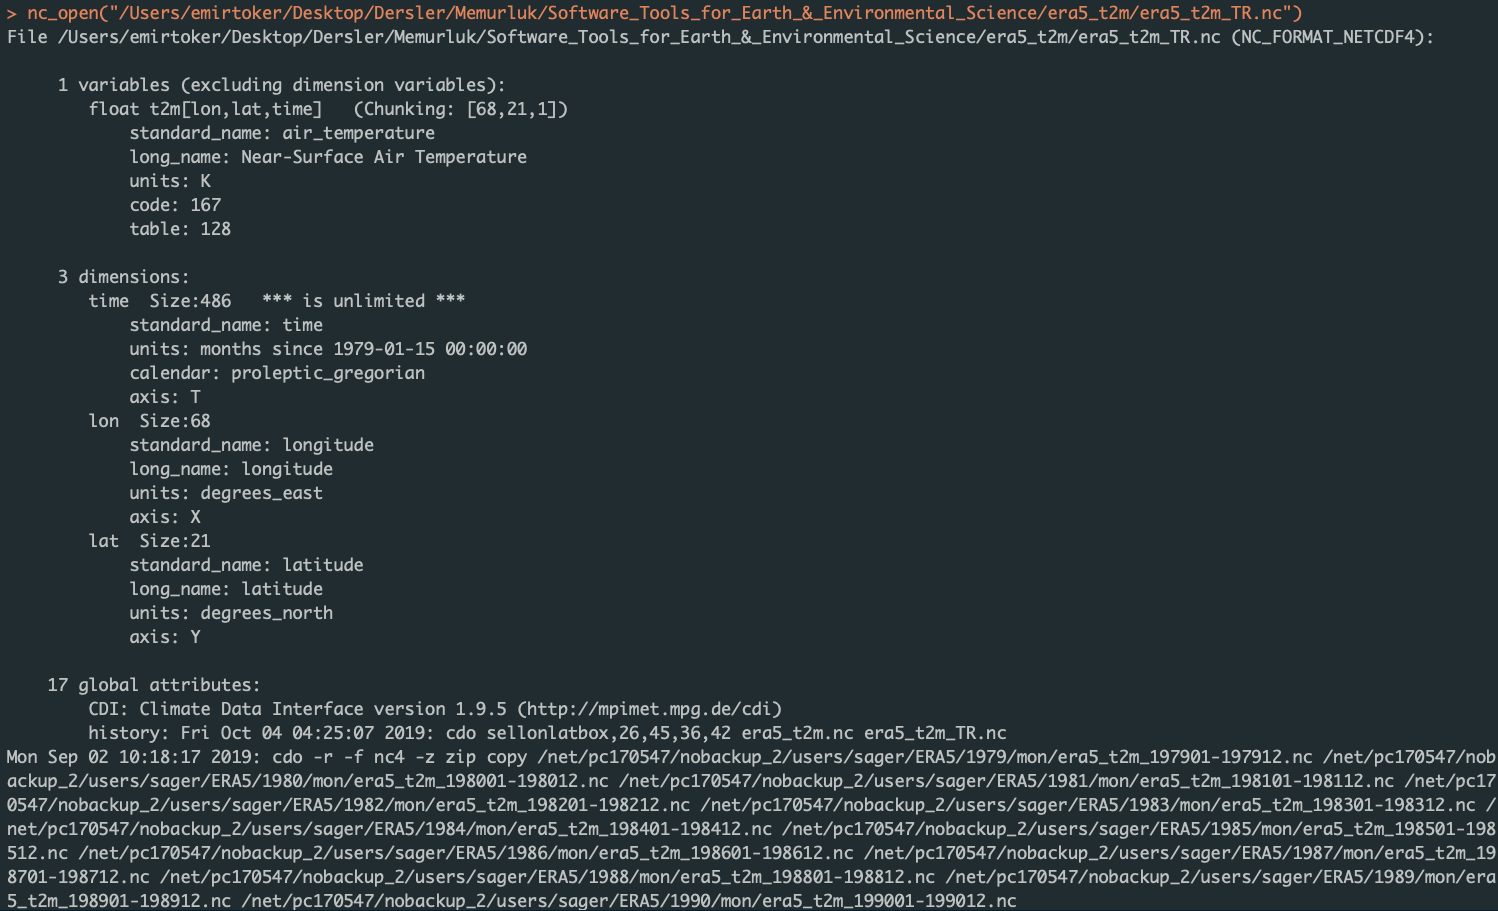 > nc_open("/Users/emirtoker/Desktop/Dersler/Memurluk/Software_Tools_for_Earth_&_Environmental_Science/era5_t2m/era5_t2m_TR.nc")
File /Users/emirtoker/Desktop/Dersler/Memurluk/Software_Tools_for_Earth_&_Environmental_Science/era5_t2m/era5_t2m_TR.nc (NC_FORMAT_NETCDF4):
1 variables (excluding dimension variables):
float t2m[lon,lat,time]   (Chunking: [68,21,1])
standard_name: air_temperature
long_name: Near-Surface Air Temperature
units: K
code: 167
table: 128
3 dimensions:
time  Size:486   *** is unlimited ***
standard_name: time
units: months since 1979-01-15 00:00:00
calendar: proleptic_gregorian
axis: T
lon  Size:68
standard_name: longitude
long_name: longitude
units: degrees_east
axis: X
lat  Size:21
standard_name: latitude
long_name: latitude
units: degrees_north
axis: Y
17 global attributes:
CDI: Climate Data Interface version 1.9.5 (http://mpimet.mpg.de/cdi)
history: Fri Oct 04 04:25:07 2019: cdo sellonlatbox,26,45,36,42 era5_t2m.nc era5_t2m_TR.nc
Mon Sep 02 10:18:17 2019: cdo -r -f nc4 -z zip copy /net/pc170547/nobackup_2/users/sager/ERA5/1979/mon/era5_t2m_197901-197912.nc /net/pc170547/nob
ackup_2/users/sager/ERA5/1980/mon/era5_t2m_198001-198012.nc /net/pc170547/nobackup_2/users/sager/ERA5/1981/mon/era5_t2m_198101-198112.nc /net/pc17
0547/nobackup_2/users/sager/ERA5/1982/mon/era5_t2m_198201-198212.nc /net/pc170547/nobackup_2/users/sager/ERA5/1983/mon/era5_t2m_198301-198312.nc /
net/pc170547/nobackup_2/users/sager/ERA5/1984/mon/era5_t2m_198401-198412.nc /net/pc170547/nobackup_2/users/sager/ERA5/1985/mon/era5_t2m_198501-198
512.nc /net/pc170547/nobackup_2/users/sager/ERA5/1986/mon/era5_t2m_198601-198612.nc /net/pc170547/nobackup_2/users/sager/ERA5/1987/mon/era5_t2m_19
8701-198712.nc /net/pc170547/nobackup_2/users/sager/ERA5/1988/mon/era5_t2m_198801-198812.nc /net/pc170547/nobackup_2/users/sager/ERA5/1989/mon/era
5_t2m_198901-198912.nc /net/pc170547/nobackup_2/users/sager/ERA5/1990/mon/era5_t2m_199001-199012.nc